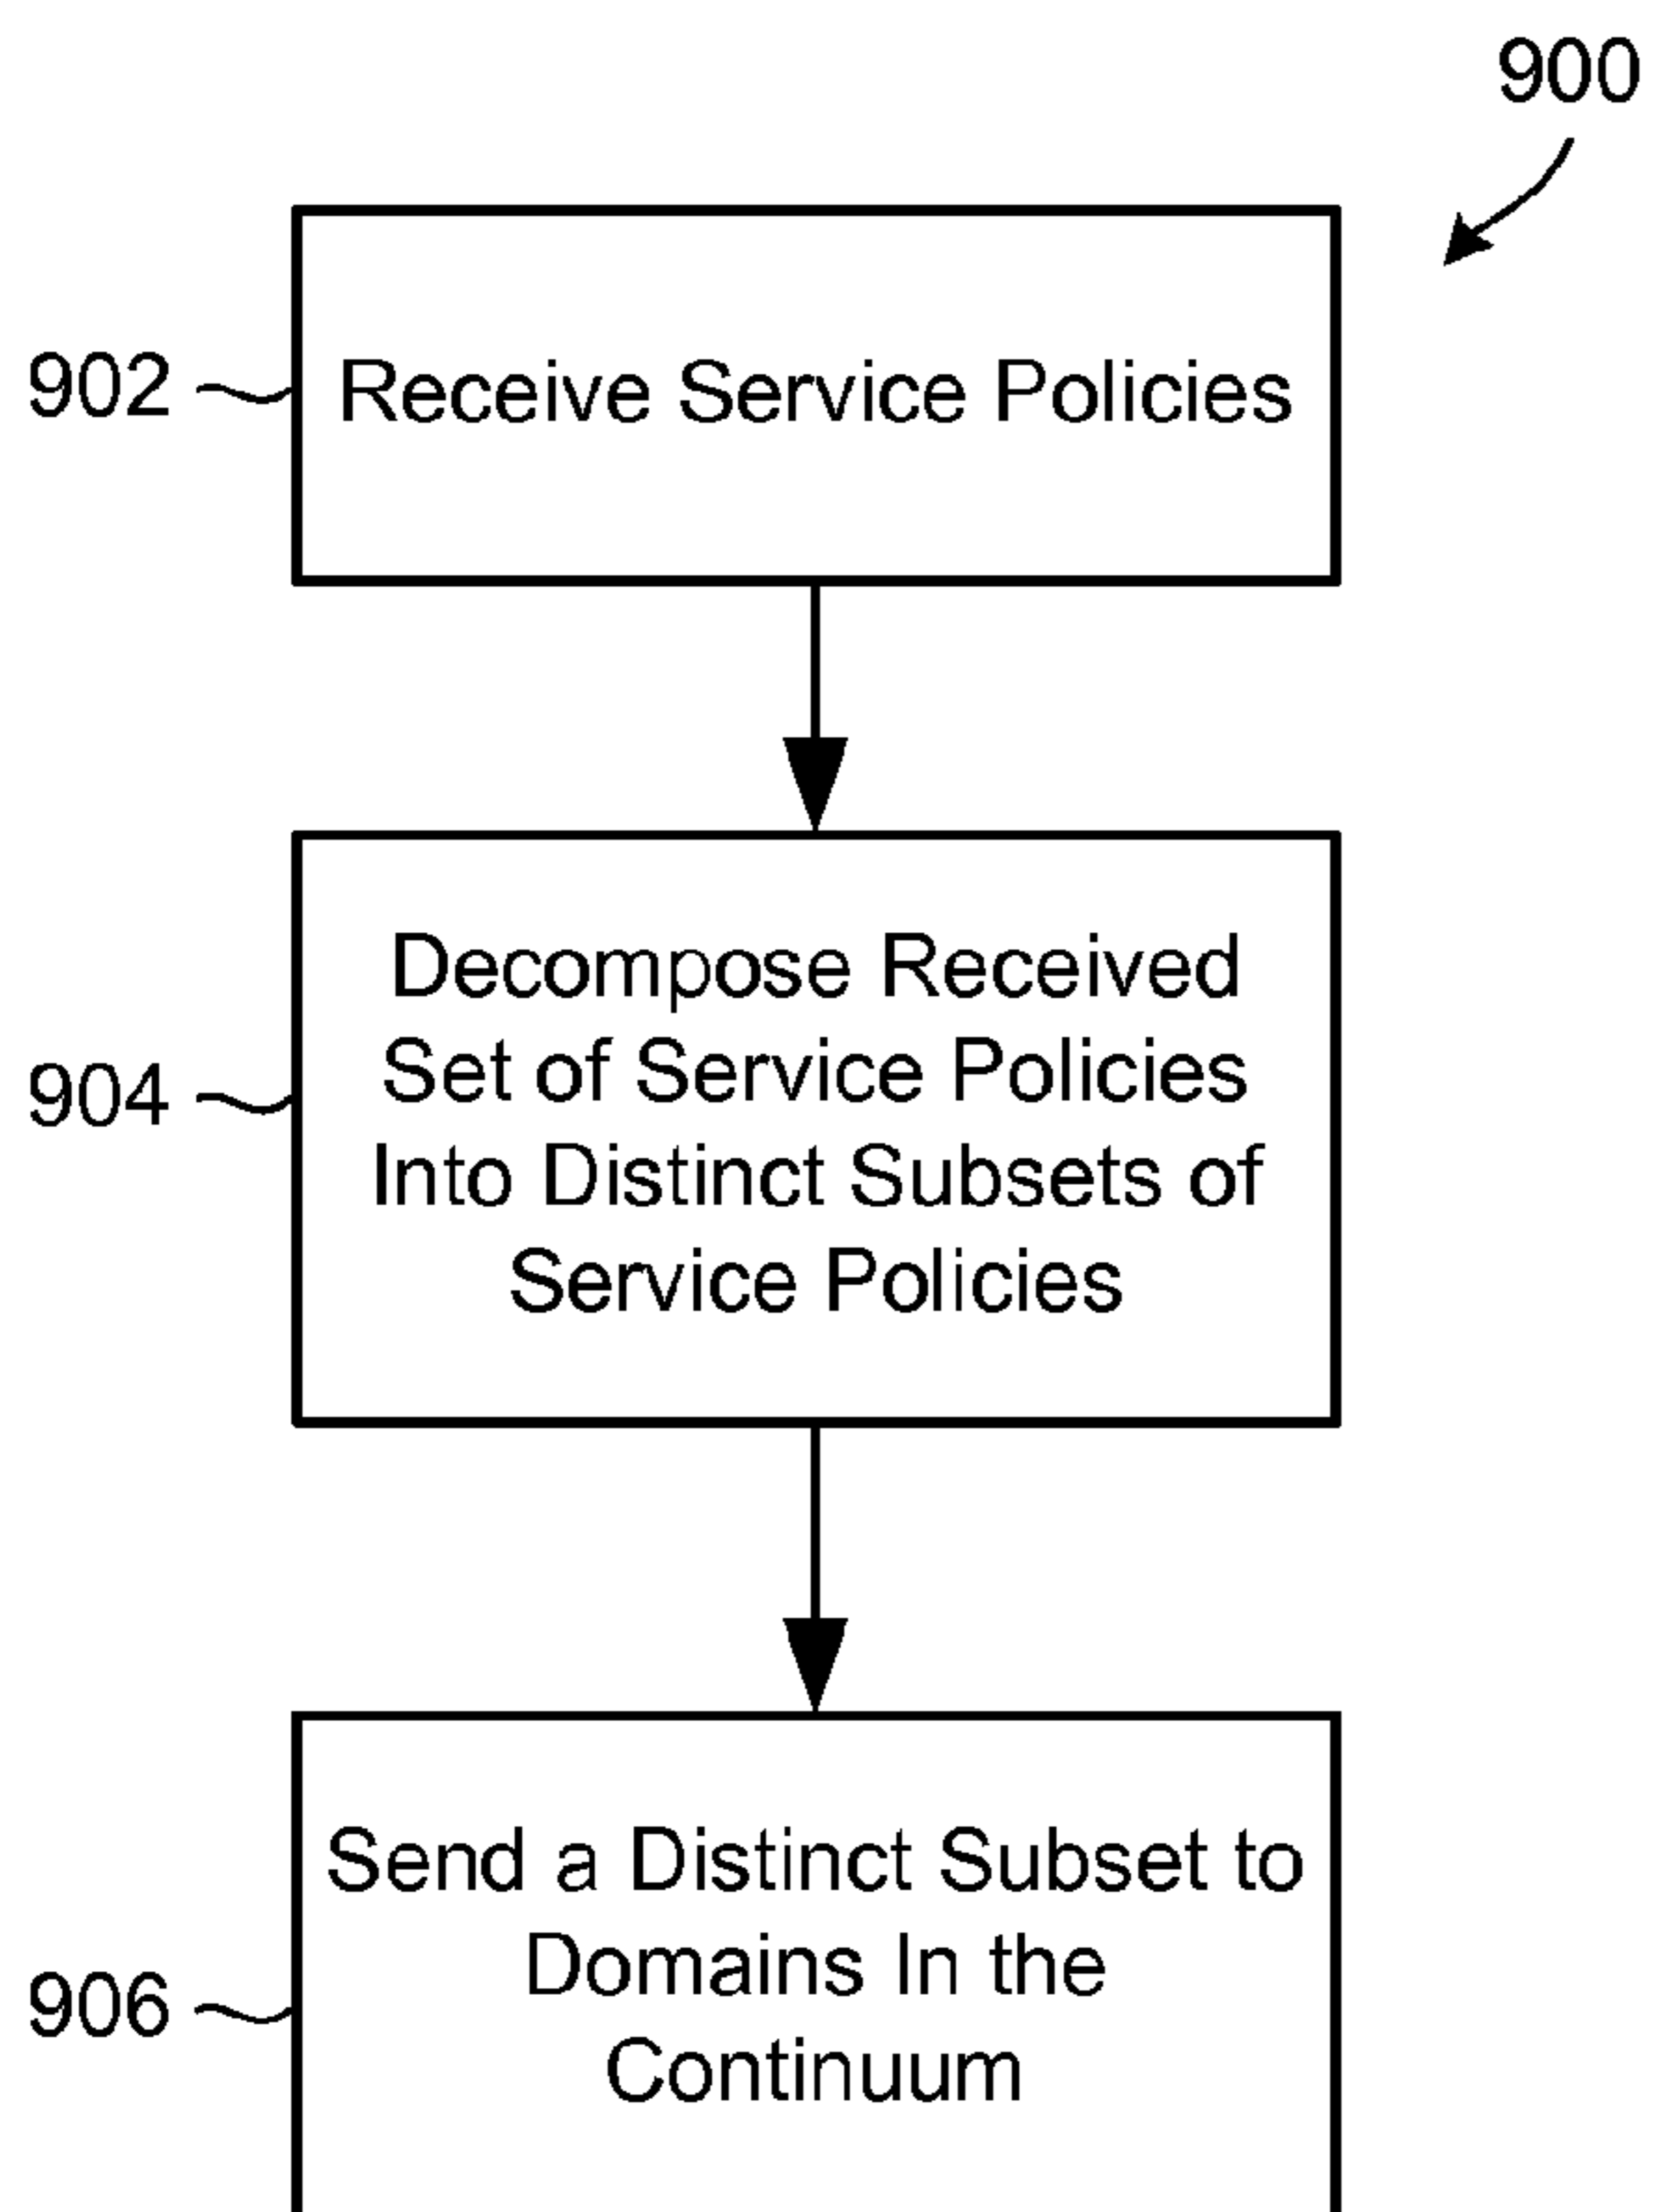 900
902
Receive Service Policies
904
Decompose Received
Set of Service Policies
Into Distinct Subsets of
Service Policies
906
Send a Distinct Subset to
Domains In the
Continuum